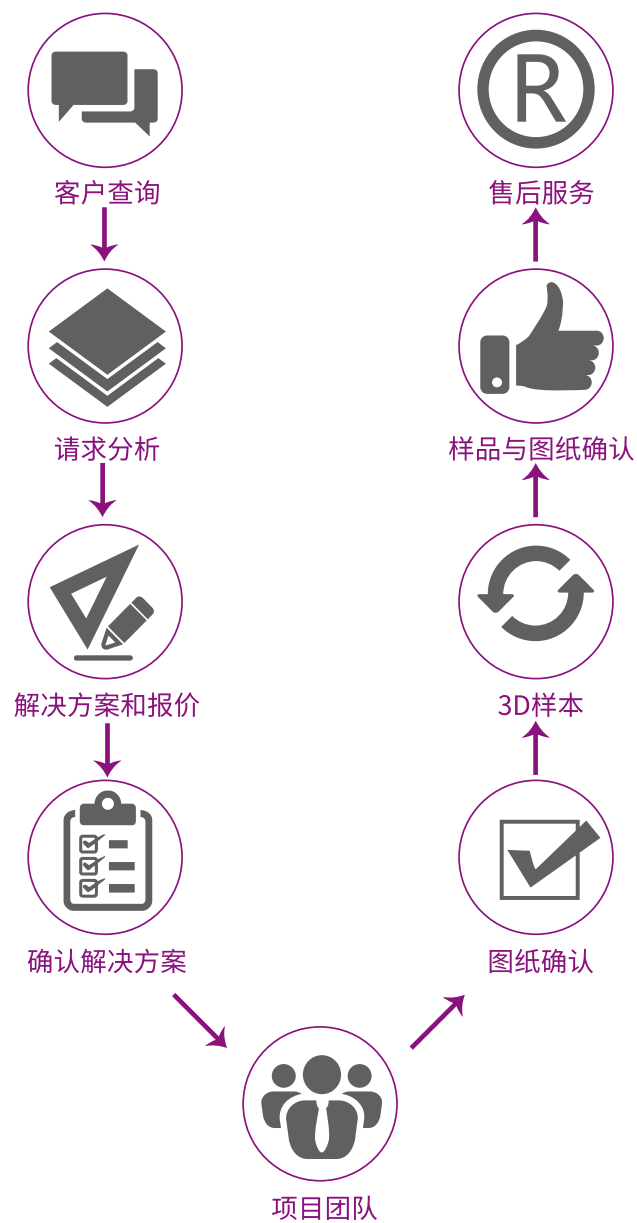 客户查询
请求分析
解决方案和报价
确认解决方案
项目团队
图纸确认
3D样本
样品与图纸确认
售后服务
R